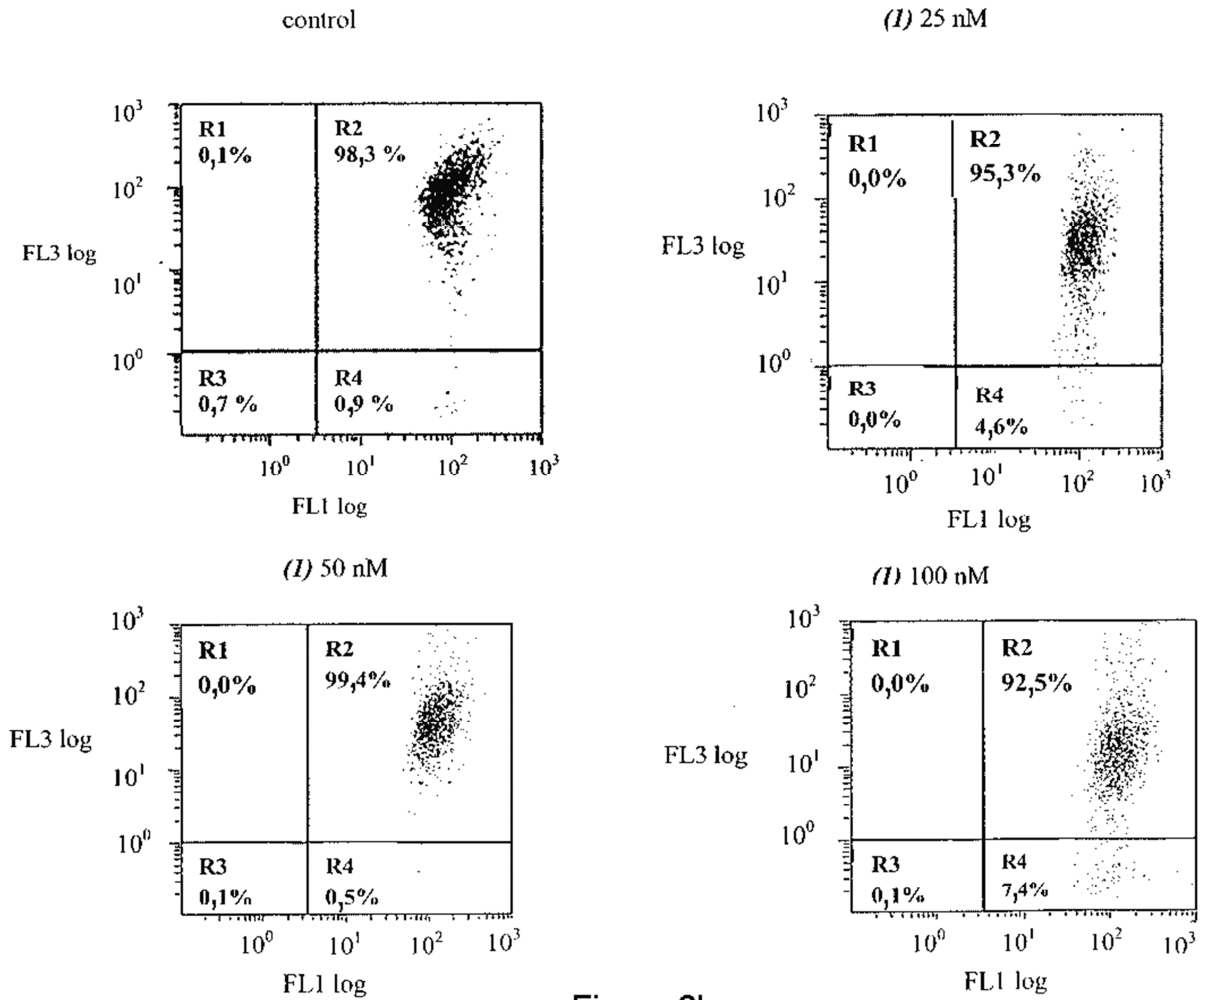 control
10³
10²
10¹
10⁰
FL3 log
R1
0,1%
R2
98,3 %
R3
0,7 %
R4
0,9 %
10⁰ 10¹ 10² 10³
FL1 log
(1) 25 nM
10³
10²
10¹
10⁰
FL3 log
R1
0,0%
R2
95,3%
R3
0,0%
R4
4,6%
10⁰ 10¹ 10² 10³
FL1 log
(1) 50 nM
10³
10²
10¹
10⁰
FL3 log
R1
0,0%
R2
99,4%
R3
0,1%
R4
0,5%
10⁰ 10¹ 10² 10³
FL1 log
(1) 100 nM
10³
10²
10¹
10⁰
FL3 log
R1
0,0%
R2
92,5%
R3
0,1%
R4
7,4%
10⁰ 10¹ 10² 10³
FL1 log